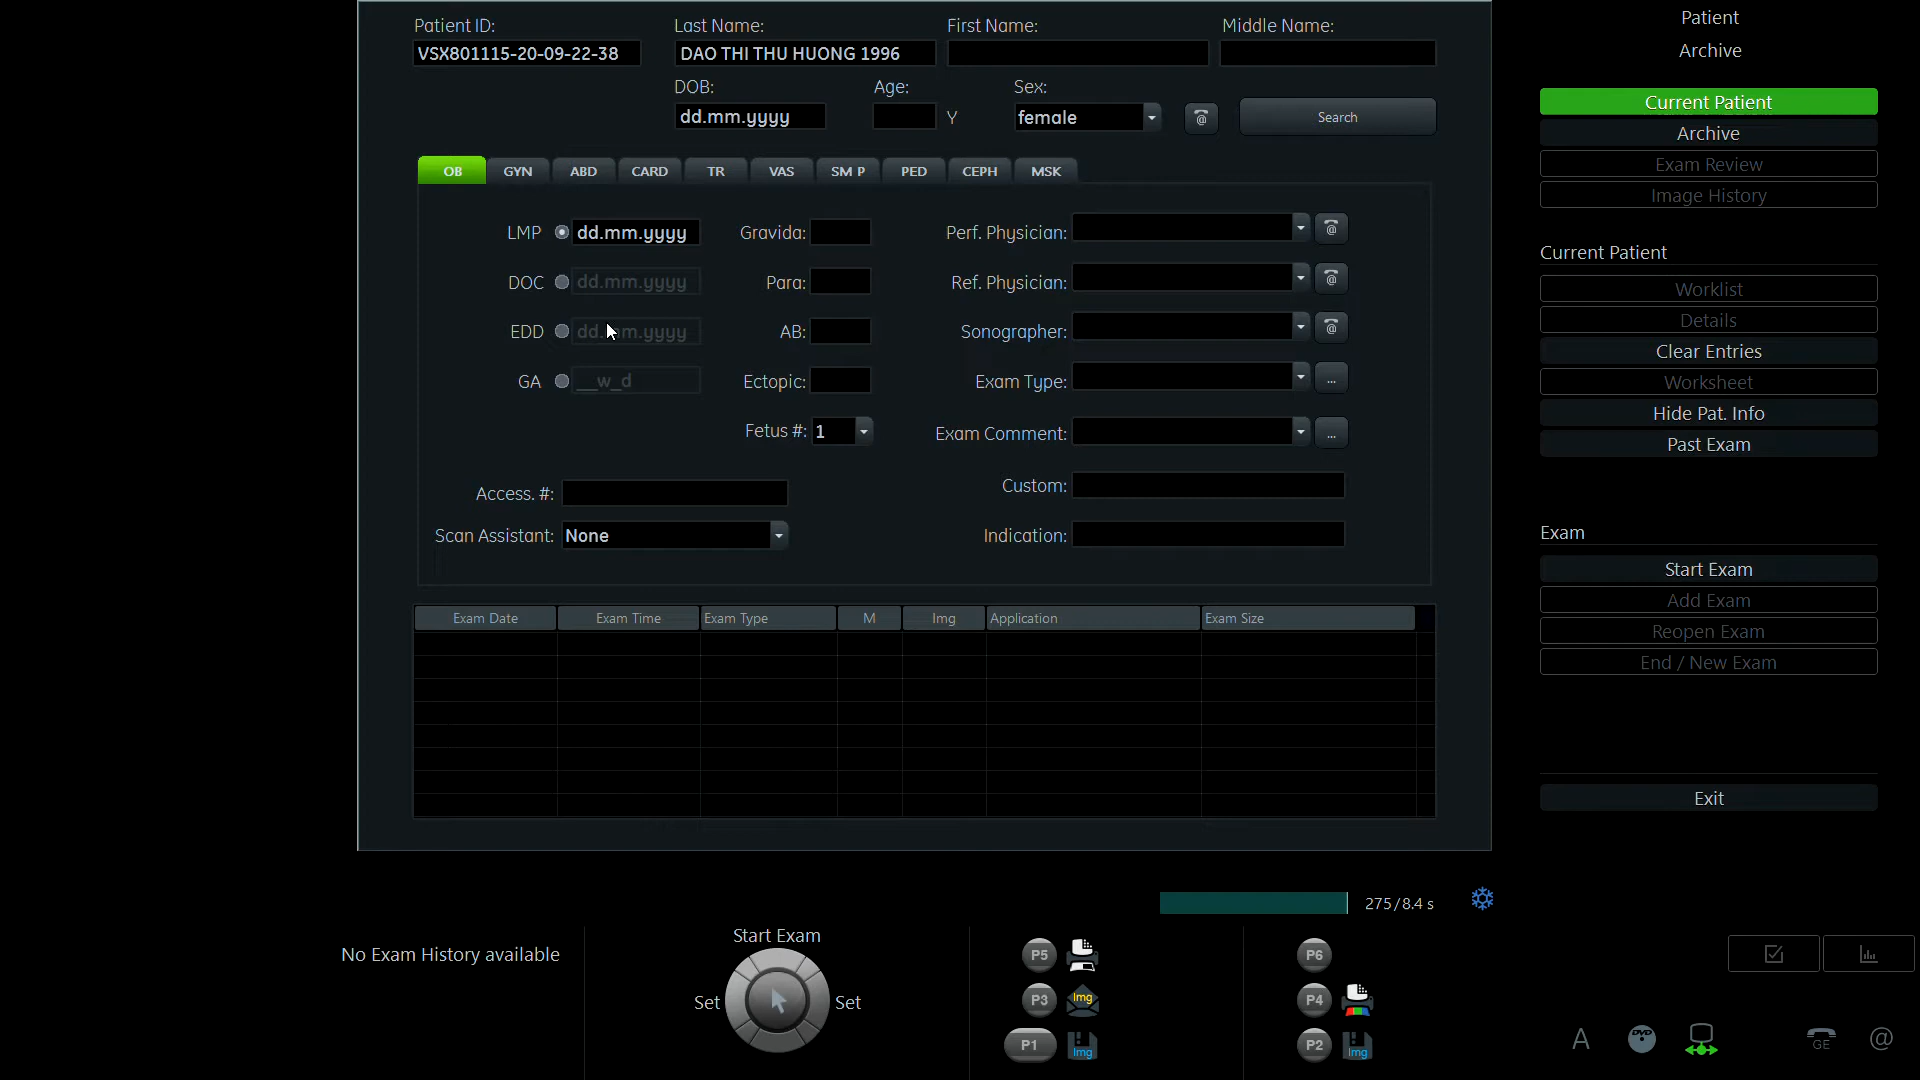 Patient ID: Last Name: First Name: Middle Name:
VSX801115-20-09-22-38 DAO THI THU HUONG 1996
DOB: Age: Sex:
dd.mm.yyyy Y female @ Search
OB GYN ABD CARD TR VAS SM P PED CEPH MSK
LMP dd.mm.yyyy Gravida: Perf. Physician: @
DOC dd.mm.yyyy Para: Ref. Physician: @
EDD dd.mm.yyyy AB: Sonographer: @
GA __w_d Ectopic: Exam Type: ...
Fetus #: 1 Exam Comment: ...
Access. #: Custom:
Scan Assistant: None Indication:
Exam Date Exam Time Exam Type M Img Application Exam Size
Patient
Archive
Current Patient
Archive
Exam Review
Image History
Current Patient
Worklist
Details
Clear Entries
Worksheet
Hide Pat. Info
Past Exam
Exam
Start Exam
Add Exam
Reopen Exam
End / New Exam
Exit
275/8.4 s
No Exam History available
Start Exam
Set Set
P5 P6
P3 Img P4
P1 Img P2 Img
A DVD GE @